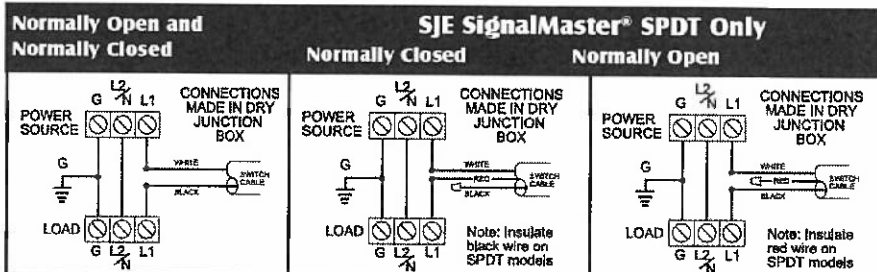 Normally Open and
Normally Closed
SJE SignalMaster® SPDT Only
Normally Closed
Normally Open
G L2/N L1
POWER
SOURCE
CONNECTIONS
MADE IN DRY
JUNCTION
BOX
G
WHITE
BLACK
SWITCH
CABLE
LOAD
G L2/N L1
G L2/N L1
POWER
SOURCE
CONNECTIONS
MADE IN DRY
JUNCTION
BOX
G
WHITE
RED
BLACK
SWITCH
CABLE
LOAD
G L2/N L1
Note: Insulate
black wire on
SPDT models
G L2/N L1
POWER
SOURCE
CONNECTIONS
MADE IN DRY
JUNCTION
BOX
G
WHITE
RED
BLACK
SWITCH
CABLE
LOAD
G L2/N L1
Note: Insulate
red wire on
SPDT models